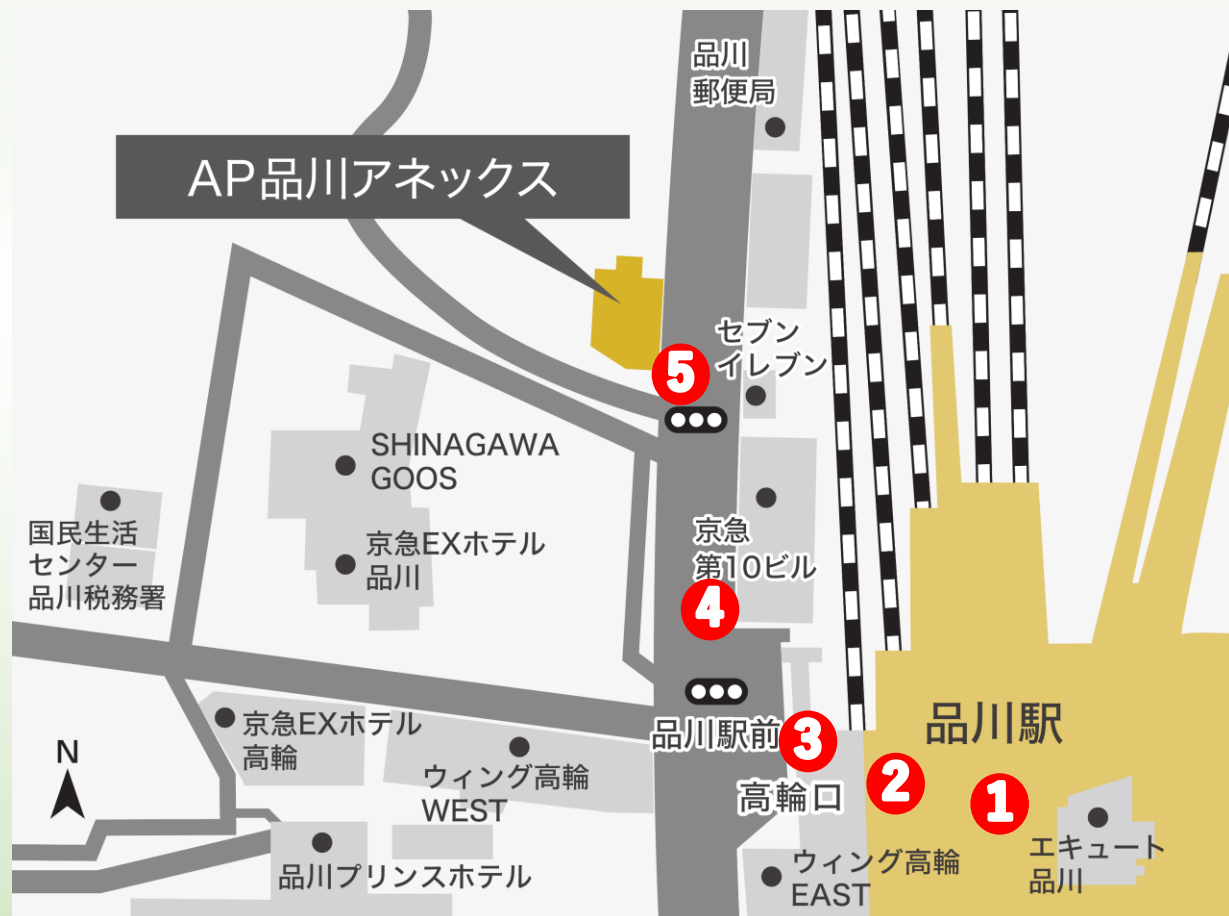 品川
郵便局
AP品川アネックス
セブン
イレブン
5
SHINAGAWA
GOOS
国民生活
センター
品川税務署
京急EXホテル
品川
京急
第10ビル
4
品川駅前
3
高輪口
品川駅
2
1
N
京急EXホテル
高輪
ウィング高輪
WEST
エキュート
品川
品川プリンスホテル
ウィング高輪
EAST